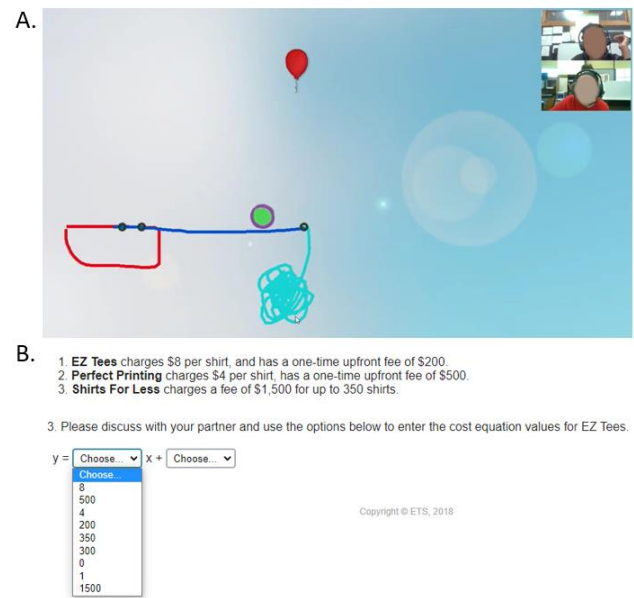 A.
B.
1. EZ Tees charges $8 per shirt, and has a one-time upfront fee of $200.
2. Perfect Printing charges $4 per shirt, has a one-time upfront fee of $500.
3. Shirts For Less charges a fee of $1,500 for up to 350 shirts.
3. Please discuss with your partner and use the options below to enter the cost equation values for EZ Tees.
y = Choose... x + Choose...
Choose...
8
500
4
200
350
300
0
1
1500
Copyright © ETS, 2018